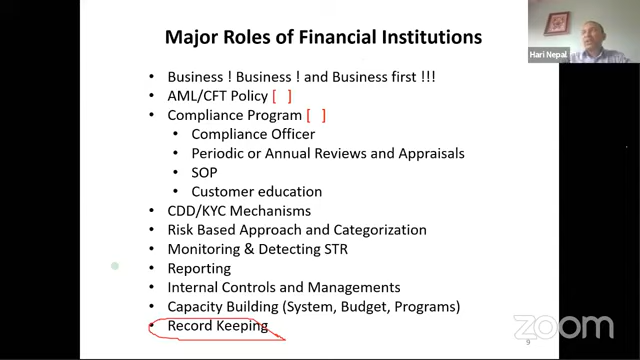 Major Roles of Financial Institutions
Hari Nepal
• Business ! Business ! and Business first !!!
• AML/CFT Policy [ ]
• Compliance Program [ ]
• Compliance Officer
• Periodic or Annual Reviews and Appraisals
• SOP
• Customer education
• CDD/KYC Mechanisms
• Risk Based Approach and Categorization
• Monitoring & Detecting STR
• Reporting
• Internal Controls and Managements
• Capacity Building (System, Budget, Programs)
• Record Keeping
zoom
9